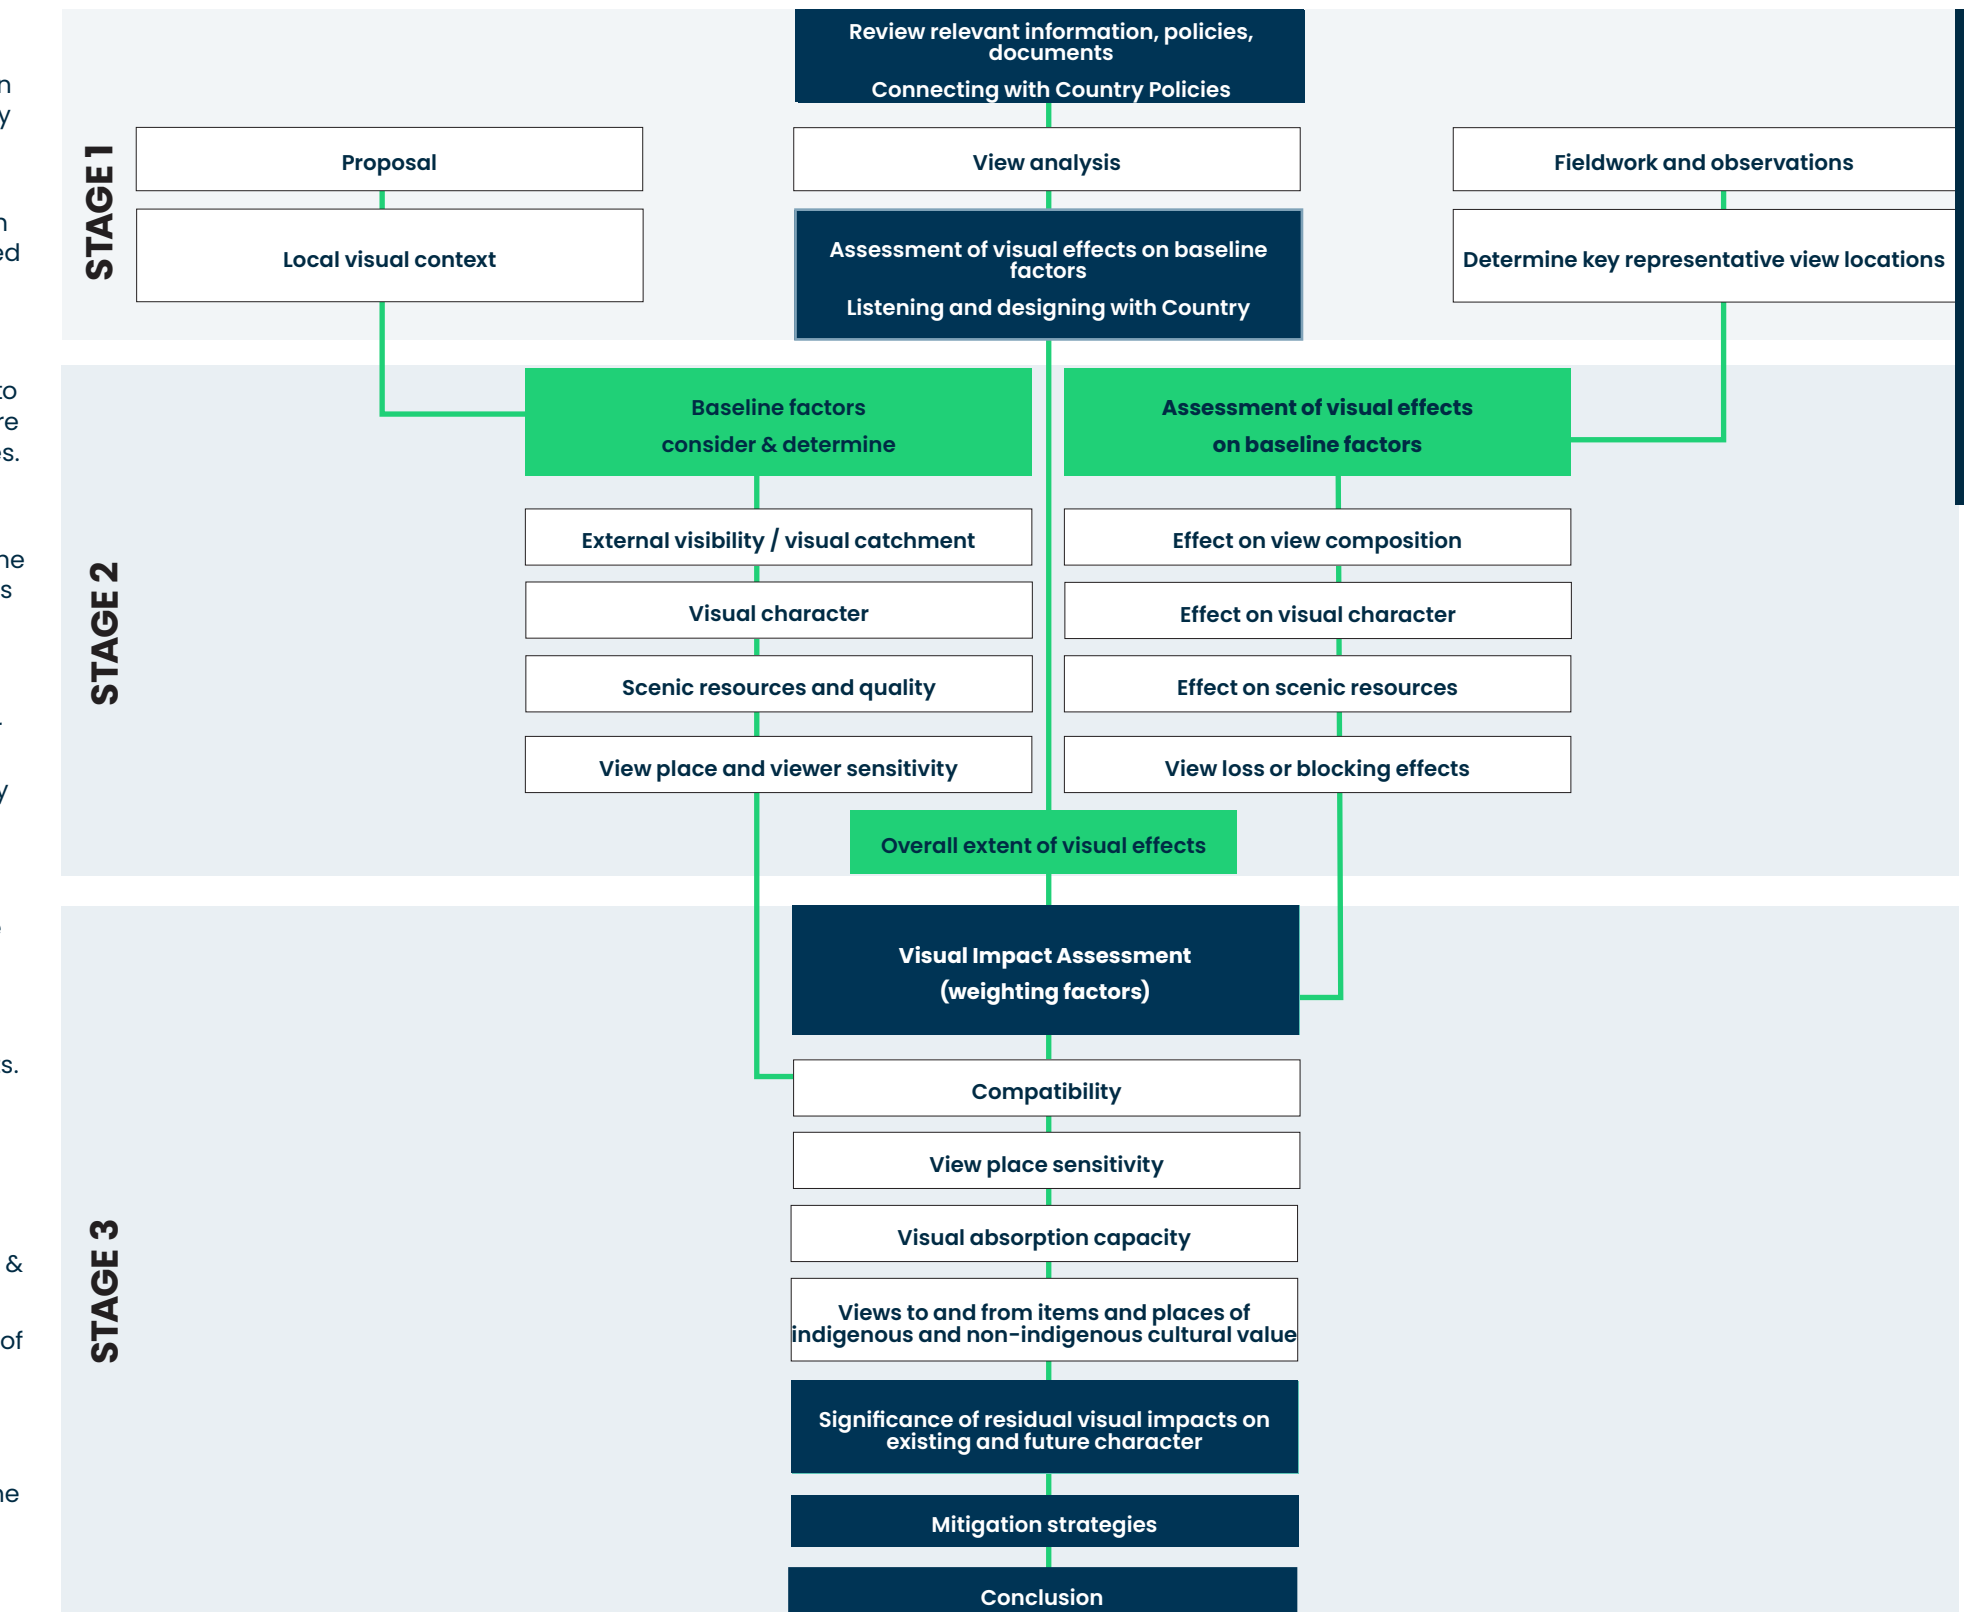 Review relevant information, policies,
documents
Connecting with Country Policies
STAGE 1
Proposal
View analysis
Fieldwork and observations
Local visual context
Assessment of visual effects on baseline
factors
Listening and designing with Country
Determine key representative view locations
STAGE 2
Baseline factors
consider & determine
Assessment of visual effects
on baseline factors
External visibility / visual catchment
Effect on view composition
Visual character
Effect on visual character
Scenic resources and quality
Effect on scenic resources
View place and viewer sensitivity
View loss or blocking effects
Overall extent of visual effects
STAGE 3
Visual Impact Assessment
(weighting factors)
Compatibility
View place sensitivity
Visual absorption capacity
Views to and from items and places of
indigenous and non-indigenous cultural value
Significance of residual visual impacts on
existing and future character
Mitigation strategies
Conclusion
to
&
of